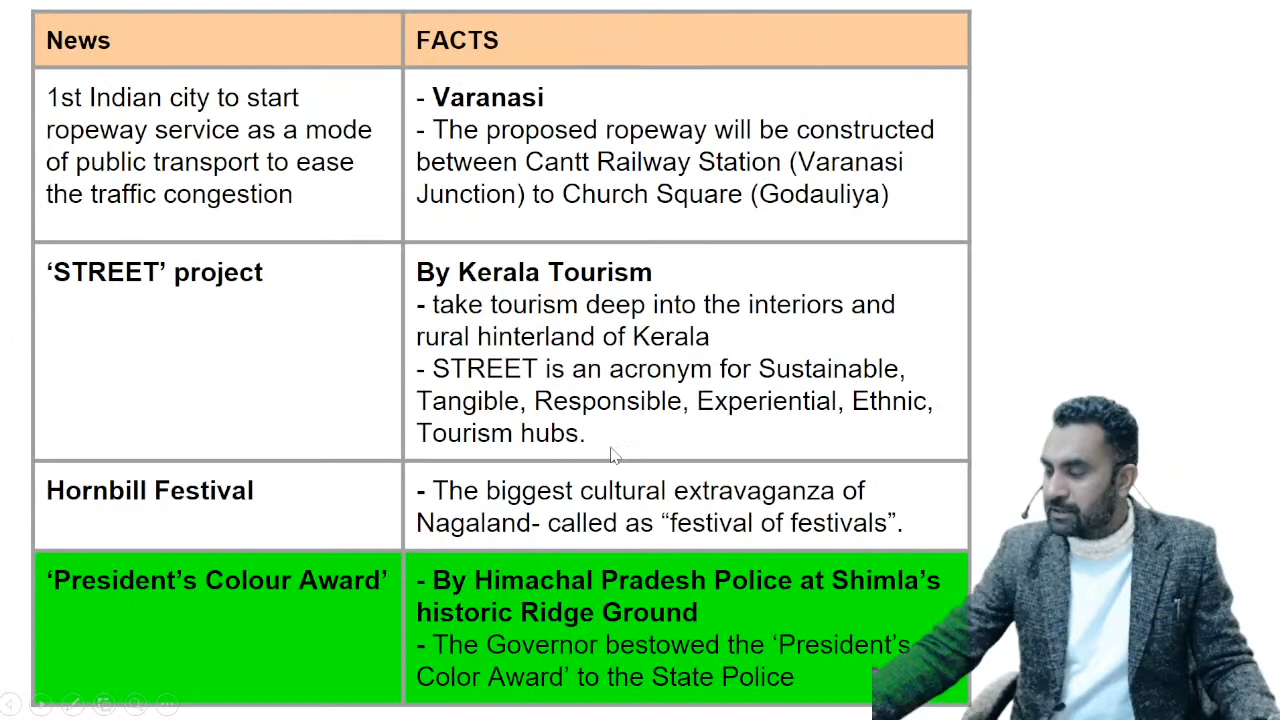 News
FACTS
1st Indian city to start
ropeway service as a mode
of public transport to ease
the traffic congestion
- Varanasi
- The proposed ropeway will be constructed
between Cantt Railway Station (Varanasi
Junction) to Church Square (Godauliya)
‘STREET’ project
By Kerala Tourism
- take tourism deep into the interiors and
rural hinterland of Kerala
- STREET is an acronym for Sustainable,
Tangible, Responsible, Experiential, Ethnic,
Tourism hubs.
Hornbill Festival
- The biggest cultural extravaganza of
Nagaland- called as “festival of festivals”.
‘President’s Colour Award’
- By Himachal Pradesh Police at Shimla’s
historic Ridge Ground
- The Governor bestowed the ‘President’s
Color Award’ to the State Police